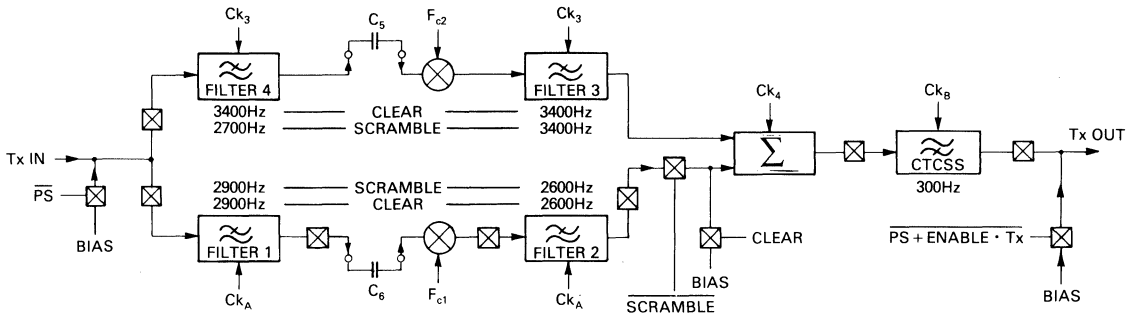 Ck3
C5
Fc2
Ck3
FILTER 4
FILTER 3
3400Hz CLEAR 3400Hz
2700Hz SCRAMBLE 3400Hz
Ck4
CkB
Tx IN
Σ
CTCSS
300Hz
Tx OUT
PS
BIAS
2900Hz SCRAMBLE 2600Hz
2900Hz CLEAR 2600Hz
FILTER 1
FILTER 2
CLEAR
PS + ENABLE · Tx
BIAS
BIAS
CkA
C6
Fc1
CkA
SCRAMBLE